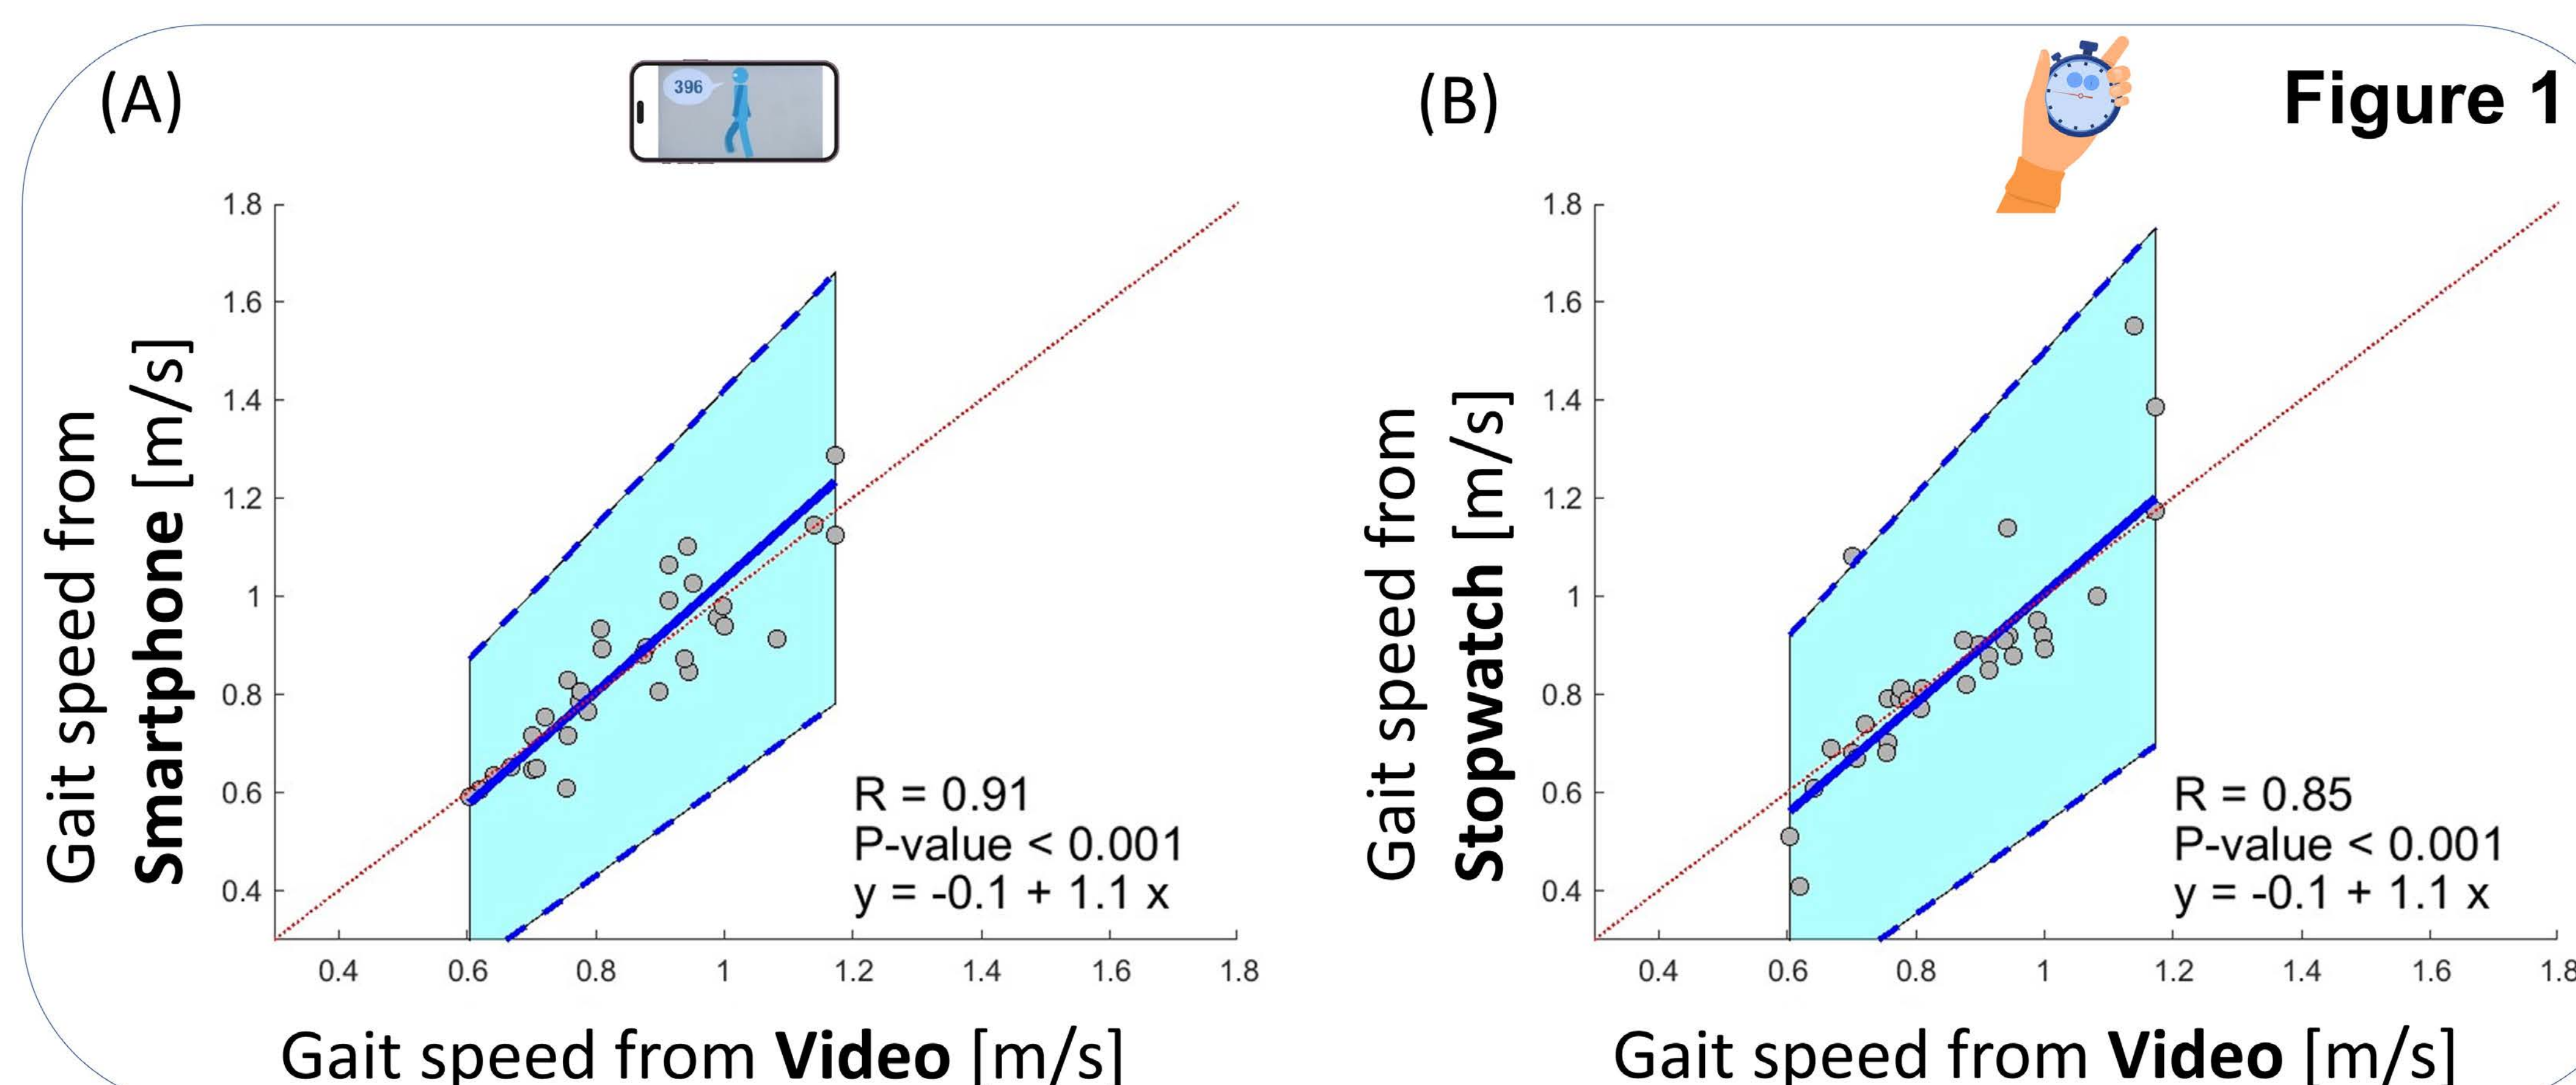 (A)
396
(B)
Figure 1
Gait speed from
Smartphone [m/s]
1.8
1.6
1.4
1.2
1
0.8
0.6
0.4
R = 0.91
P-value < 0.001
y = -0.1 + 1.1 x
0.4 0.6 0.8 1 1.2 1.4 1.6 1.8
Gait speed from Video [m/s]
Gait speed from
Stopwatch [m/s]
1.8
1.6
1.4
1.2
1
0.8
0.6
0.4
R = 0.85
P-value < 0.001
y = -0.1 + 1.1 x
0.4 0.6 0.8 1 1.2 1.4 1.6 1.8
Gait speed from Video [m/s]